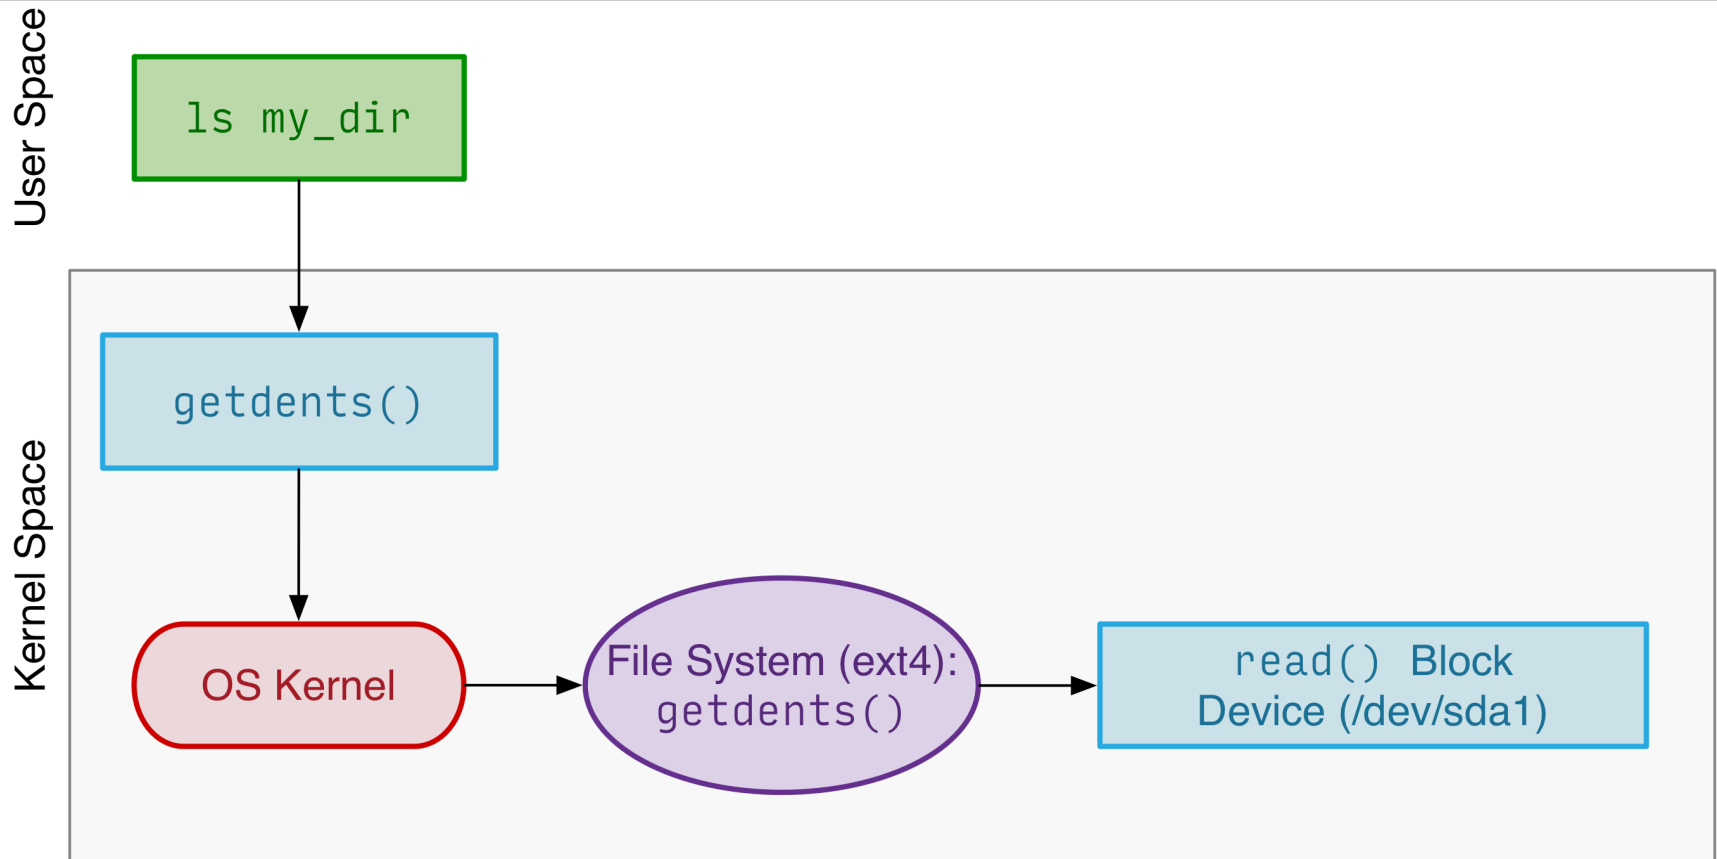 User Space
ls my_dir
Kernel Space
getdents()
OS Kernel
File System (ext4):
getdents()
read() Block
Device (/dev/sda1)